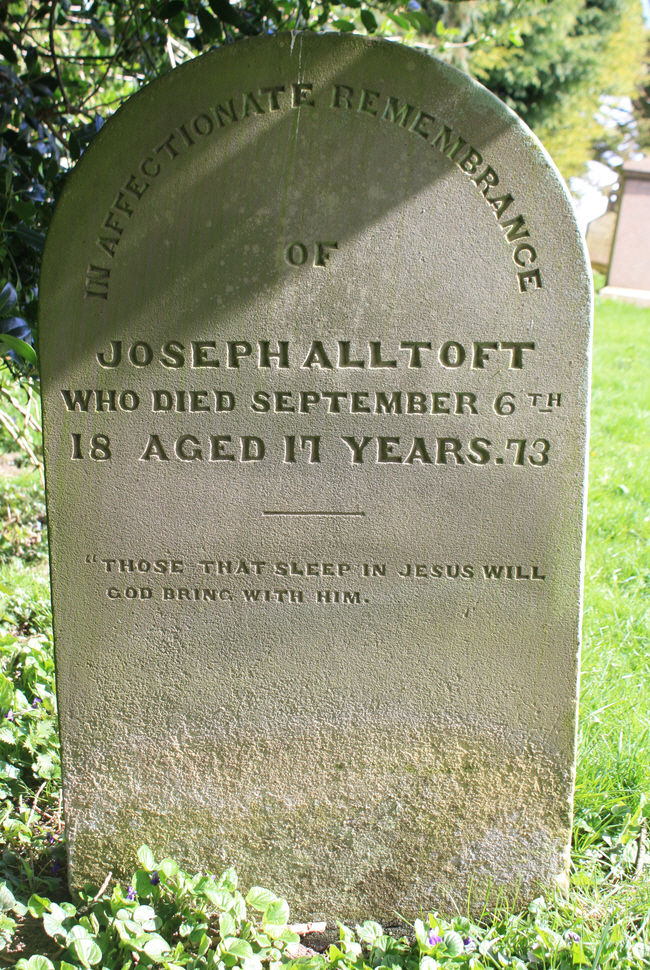 IN AFFECTIONATE REMEMBRANCE
OF
JOSEPH ALLTOFT
WHO DIED SEPTEMBER 6TH
18 AGED 17 YEARS.73
"THOSE THAT SLEEP IN JESUS WILL
GOD BRING WITH HIM.